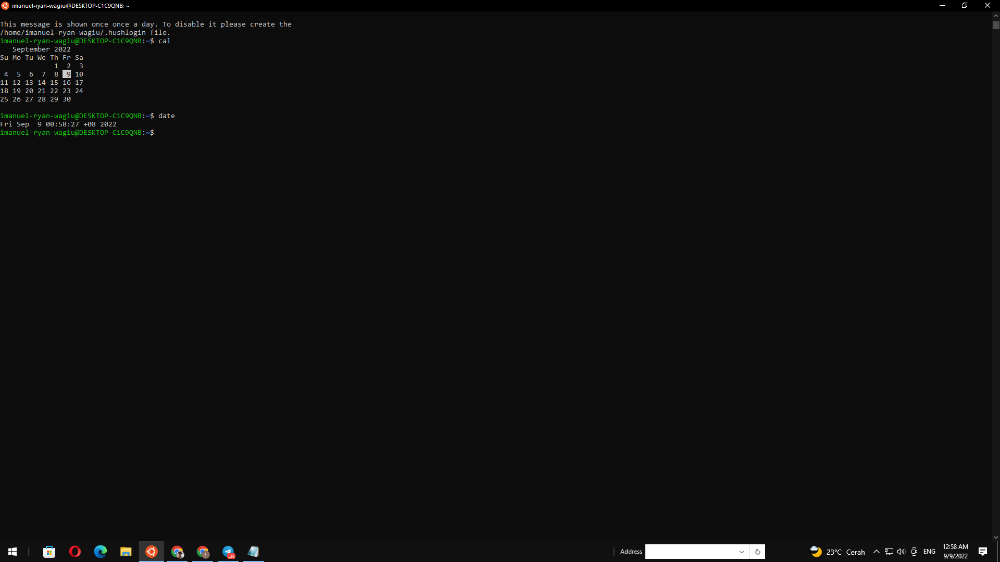 imanuel-ryan-wagiu@DESKTOP-C1C9QNB: ~
This message is shown once once a day. To disable it please create the
/home/imanuel-ryan-wagiu/.hushlogin file.
imanuel-ryan-wagiu@DESKTOP-C1C9QNB:~$ cal
   September 2022
Su Mo Tu We Th Fr Sa
             1  2  3
 4  5  6  7  8  9 10
11 12 13 14 15 16 17
18 19 20 21 22 23 24
25 26 27 28 29 30
imanuel-ryan-wagiu@DESKTOP-C1C9QNB:~$ date
Fri Sep  9 00:58:27 +08 2022
imanuel-ryan-wagiu@DESKTOP-C1C9QNB:~$
Address
23°C Cerah
ENG
12:58 AM
9/9/2022